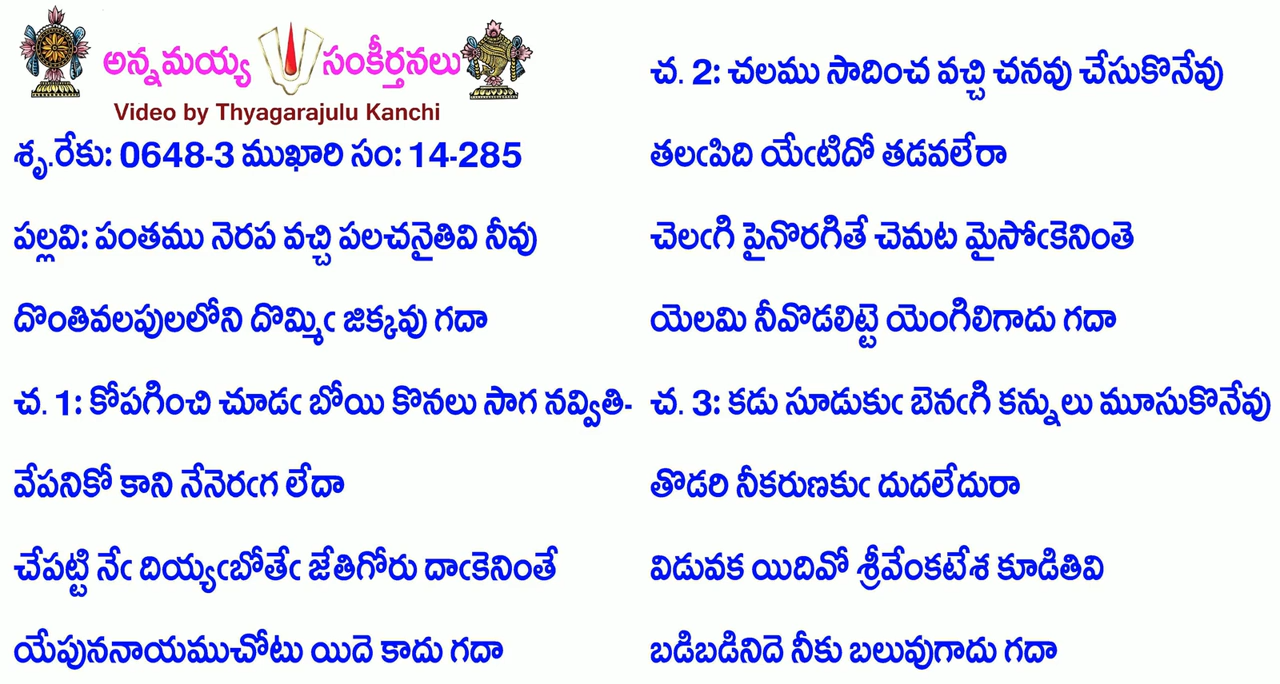 అన్నమయ్య సంకీర్తనలు
Video by Thyagarajulu Kanchi
శృ.రేకు: 0648-3 ముఖారి సం: 14-285
పల్లవి: పంతము నెరప వచ్చి పలచనైతివి నీవు
దొంతివలపులలోని దొమ్మిఁ జిక్కవు గదా
చ. 1: కోపగించి చూడఁ బోయి కొనలు సాగ నవ్వితి-
వేపనికో కాని నేనెరఁగ లేదా
చేపట్టి నేఁ దియ్యఁబోతేఁ జేతిగోరు దాఁకెనింతే
యేపుననాయముచోటు యిదె కాదు గదా
చ. 2: చలము సాదించ వచ్చి చనవు చేసుకొనేవు
తలఁపిది యేఁటిదో తడవలేరా
చెలఁగి పైనొరగితే చెమట మైసోఁకెనింతె
యెలమి నీవొడలిట్టె యెంగిలిగాదు గదా
చ. 3: కడు సూడుకుఁ బెనఁగి కన్నులు మూసుకొనేవు
తొడరి నీకరుణకుఁ దుదలేదురా
విడువక యిదివో శ్రీవేంకటేశ కూడితివి
బడిబడినిదె నీకు బలువుగాదు గదా